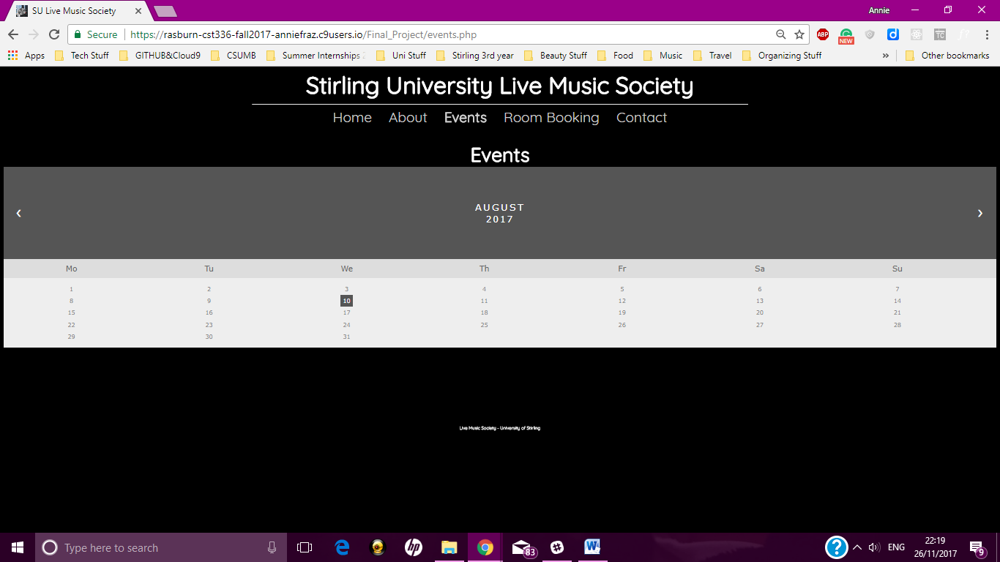 SU Live Music Society
Annie
Secure https://rasburn-cst336-fall2017-anniefraz.c9users.io/Final_Project/events.php
ABP
NEW
TC
f?
Apps Tech Stuff GITHUB&Cloud9 CSUMB Summer Internships Uni Stuff Stirling 3rd year Beauty Stuff Food Music Travel Organizing Stuff » Other bookmarks
Stirling University Live Music Society
Home About Events Room Booking Contact
Events
‹ AUGUST ›
2017
Mo Tu We Th Fr Sa Su
1 2 3 4 5 6 7
8 9 10 11 12 13 14
15 16 17 18 19 20 21
22 23 24 25 26 27 28
29 30 31
Live Music Society - University of Stirling
Type here to search
hp
83
ENG
22:19
26/11/2017
9